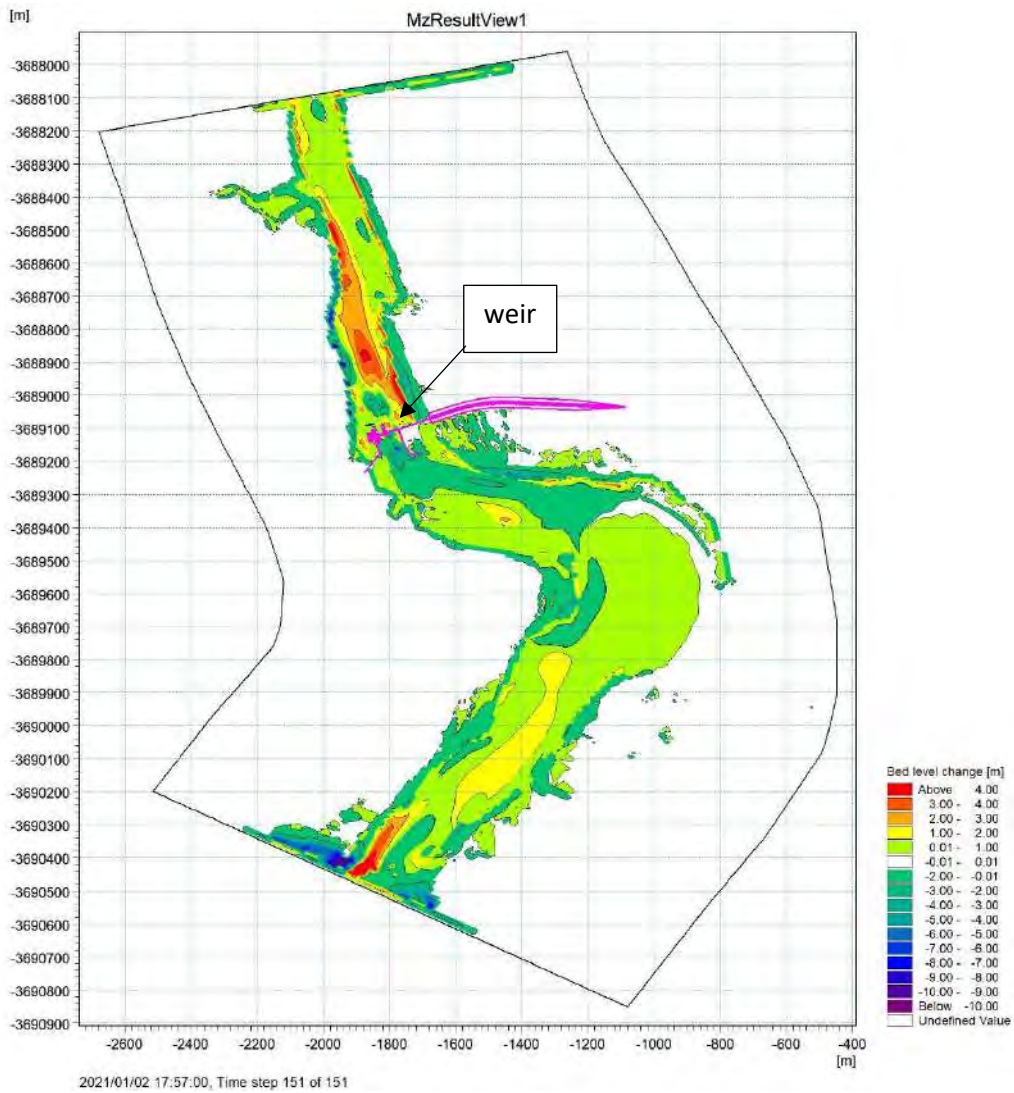 [m]
MzResultView1
-3688000
-3688100
-3688200
-3688300
-3688400
-3688500
-3688600
-3688700
-3688800
-3688900
-3689000
-3689100
-3689200
-3689300
-3689400
-3689500
-3689600
-3689700
-3689800
-3689900
-3690000
-3690100
-3690200
-3690300
-3690400
-3690500
-3690600
-3690700
-3690800
-3690900
weir
-2600 -2400 -2200 -2000 -1800 -1600 -1400 -1200 -1000 -800 -600 -400
[m]
Bed level change [m]
Above 4.00
3.00 - 4.00
2.00 - 3.00
1.00 - 2.00
0.01 - 1.00
-0.01 - 0.01
-2.00 - -0.01
-3.00 - -2.00
-4.00 - -3.00
-5.00 - -4.00
-6.00 - -5.00
-7.00 - -6.00
-8.00 - -7.00
-9.00 - -8.00
-10.00 - -9.00
Below -10.00
Undefined Value
2021/01/02 17:57:00, Time step 151 of 151